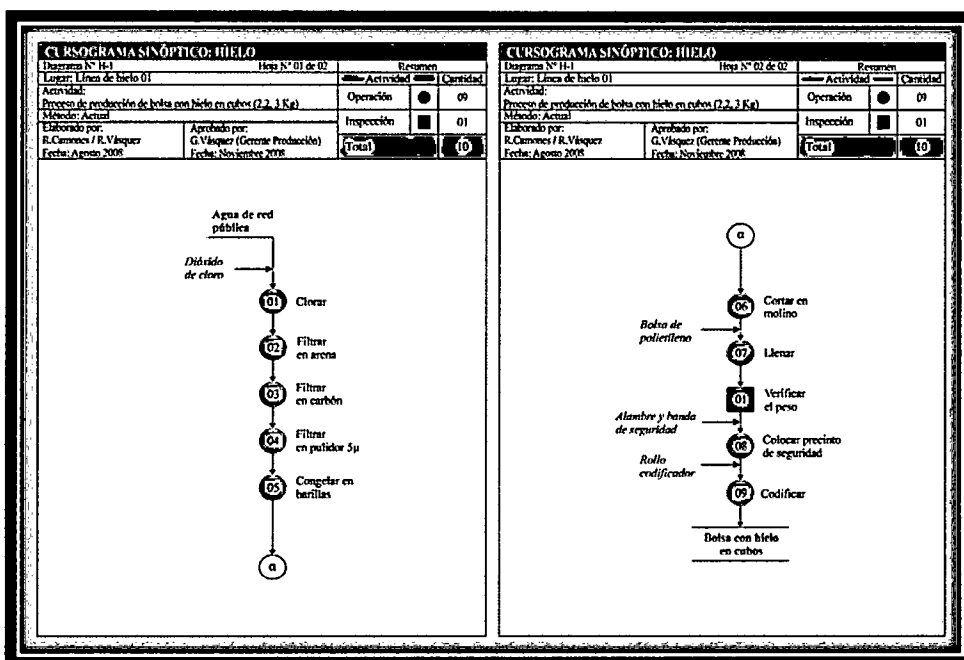 CURSOGRAMA SINÓPTICO: HIELO
Diagrama N° H-1 Hoja N° 01 de 02 Resumen
Lugar: Línea de hielo 01 Actividad Cantidad
Actividad:
Proceso de producción de bolsa con hielo en cubos (2,2, 3 Kg) Operación 09
Método: Actual
Elaborado por: Aprobado por: Inspección 01
R.Camones / R.Vásquez G.Vásquez (Gerente Producción)
Fecha: Agosto 2008 Fecha: Noviembre 2008 Total 10
Agua de red
pública
Dióxido
de cloro
01 Clorar
02 Filtrar
en arena
03 Filtrar
en carbón
04 Filtrar
en pulidor 5μ
05 Congelar en
barillas
α
CURSOGRAMA SINÓPTICO: HIELO
Diagrama N° H-1 Hoja N° 02 de 02 Resumen
Lugar: Línea de hielo 01 Actividad Cantidad
Actividad:
Proceso de producción de bolsa con hielo en cubos (2,2, 3 Kg) Operación 09
Método: Actual
Elaborado por: Aprobado por: Inspección 01
R.Camones / R.Vásquez G.Vásquez (Gerente Producción)
Fecha: Agosto 2008 Fecha: Noviembre 2008 Total 10
α
06 Cortar en
molino
Bolsa de
polietileno
07 Llenar
01 Verificar
el peso
Alambre y banda
de seguridad
08 Colocar precinto
de seguridad
Rollo
codificador
09 Codificar
Bolsa con hielo
en cubos